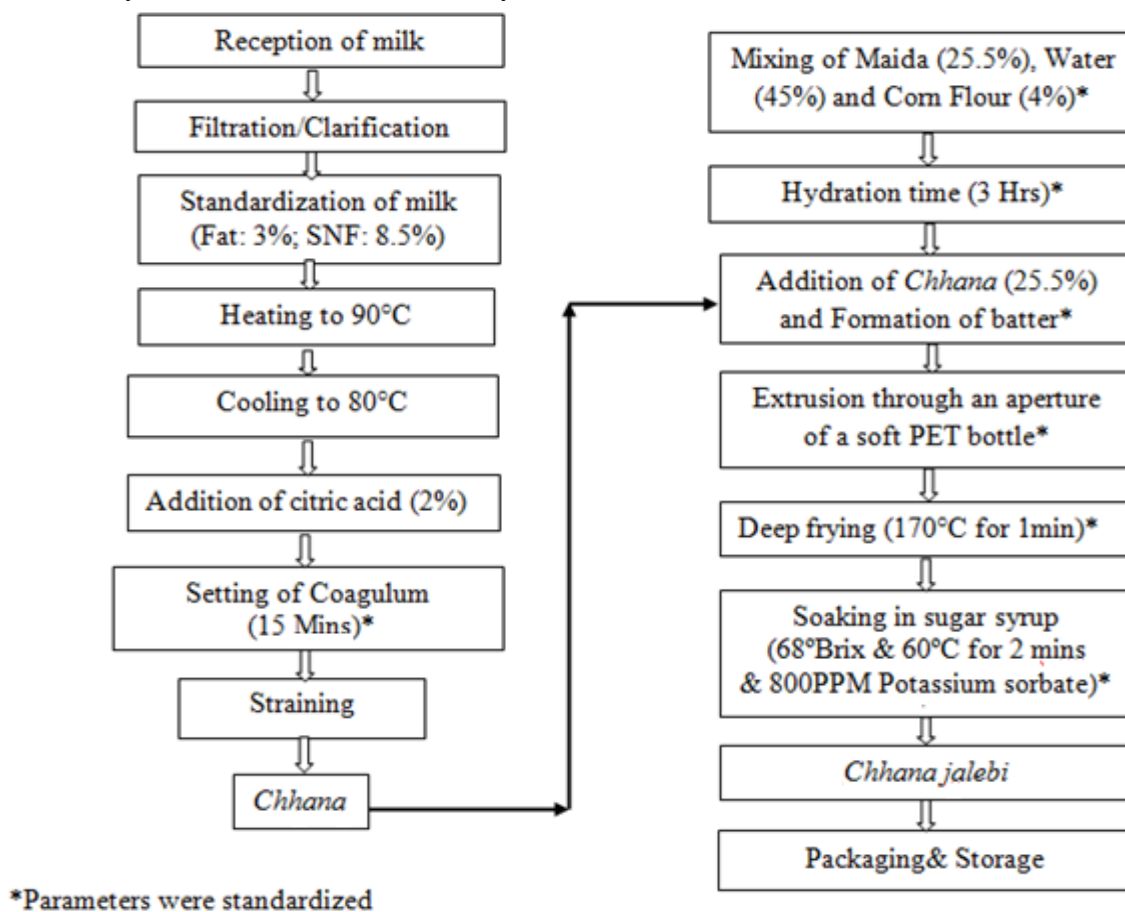 Reception of milk
Filtration/Clarification
Standardization of milk
(Fat: 3%; SNF: 8.5%)
Heating to 90°C
Cooling to 80°C
Addition of citric acid (2%)
Setting of Coagulum
(15 Mins)*
Straining
Chhana
Mixing of Maida (25.5%), Water
(45%) and Corn Flour (4%)*
Hydration time (3 Hrs)*
Addition of Chhana (25.5%)
and Formation of batter*
Extrusion through an aperture
of a soft PET bottle*
Deep frying (170°C for 1min)*
Soaking in sugar syrup
(68°Brix & 60°C for 2 mins
& 800PPM Potassium sorbate)*
Chhana jalebi
Packaging& Storage
*Parameters were standardized